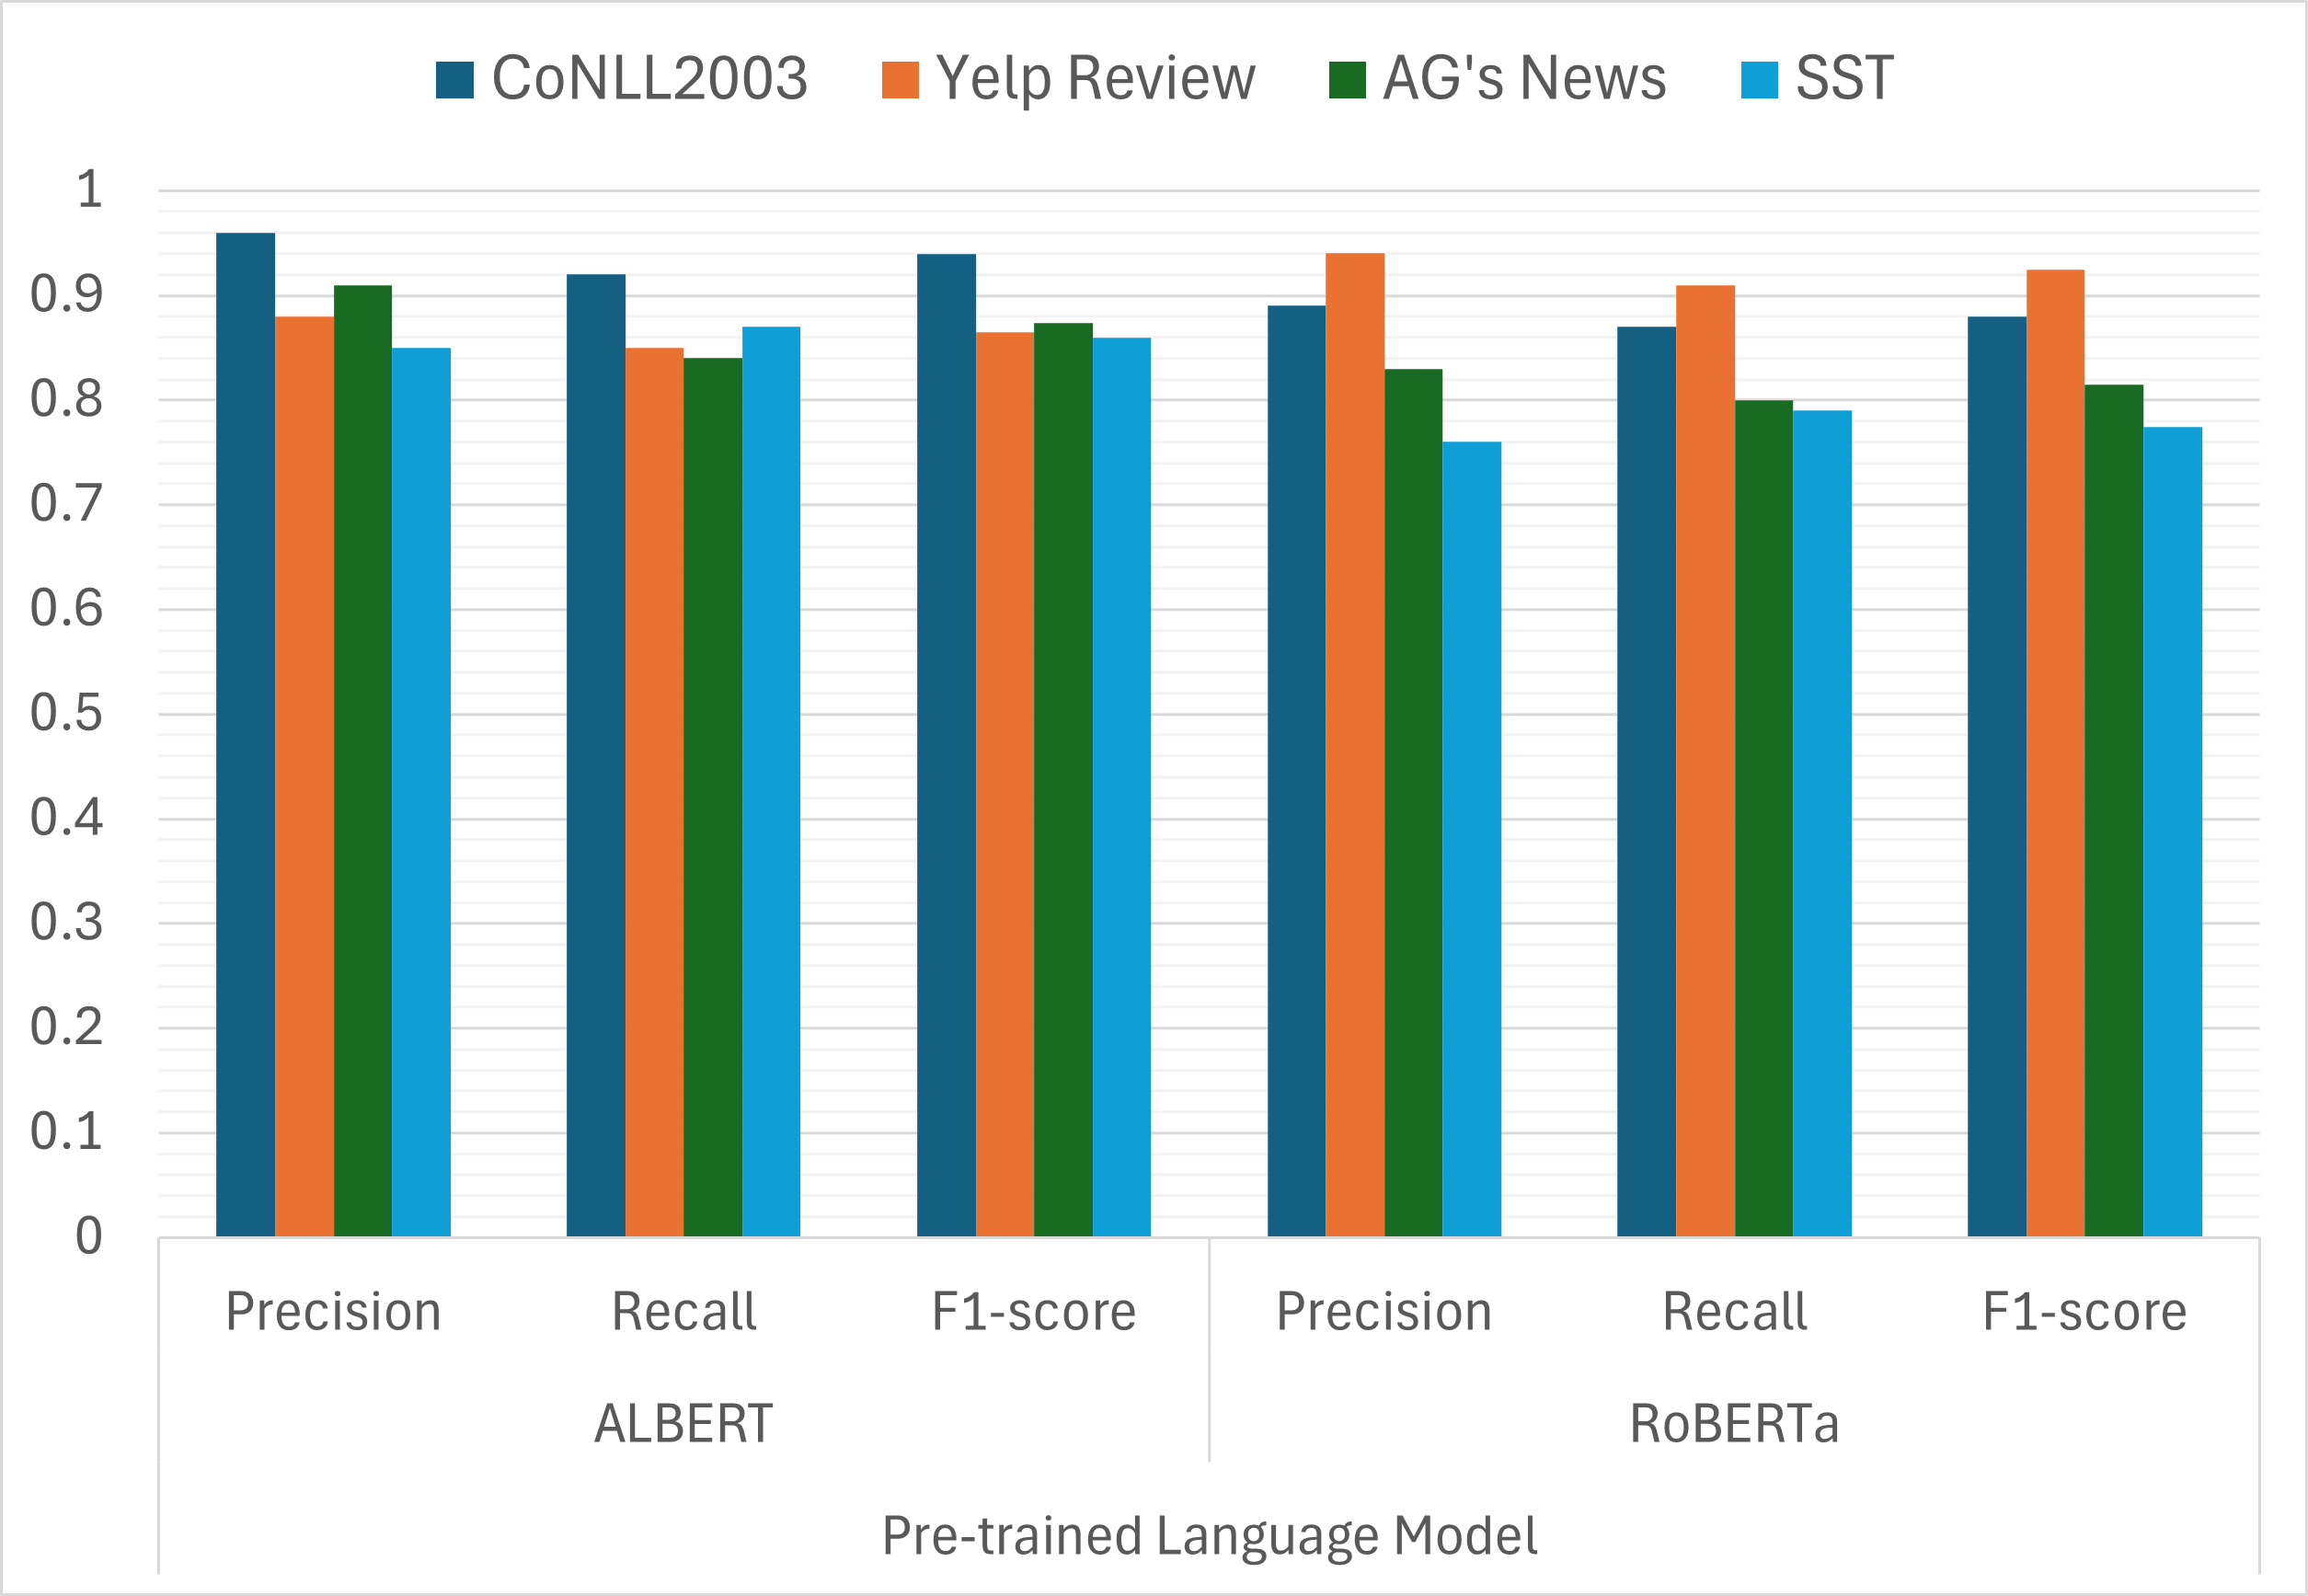 CoNLL2003 Yelp Review AG's News SST
1
0.9
0.8
0.7
0.6
0.5
0.4
0.3
0.2
0.1
0
Precision Recall F1-score Precision Recall F1-score
ALBERT RoBERTa
Pre-trained Language Model